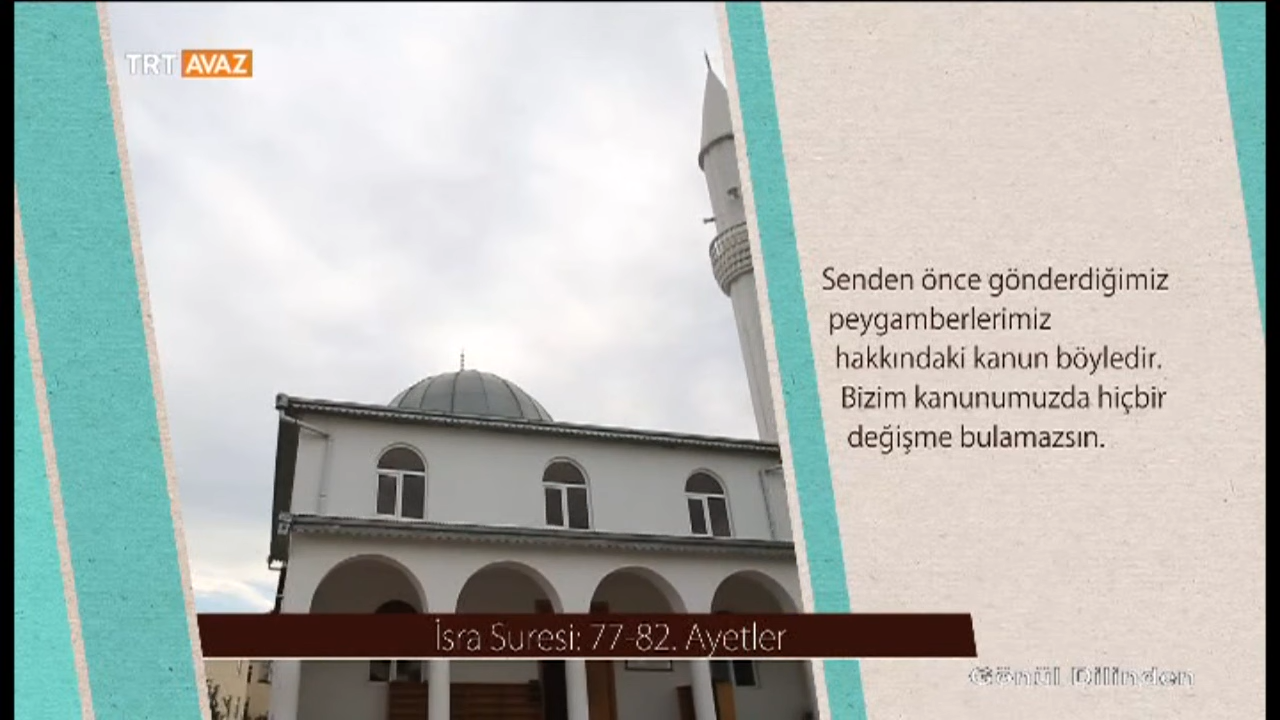 TRT AVAZ
Senden önce gönderdiğimiz
peygamberlerimiz
hakkındaki kanun böyledir.
Bizim kanunumuzda hiçbir
değişme bulamazsın.
İsra Suresi: 77-82. Ayetler
Gönül Dilinden